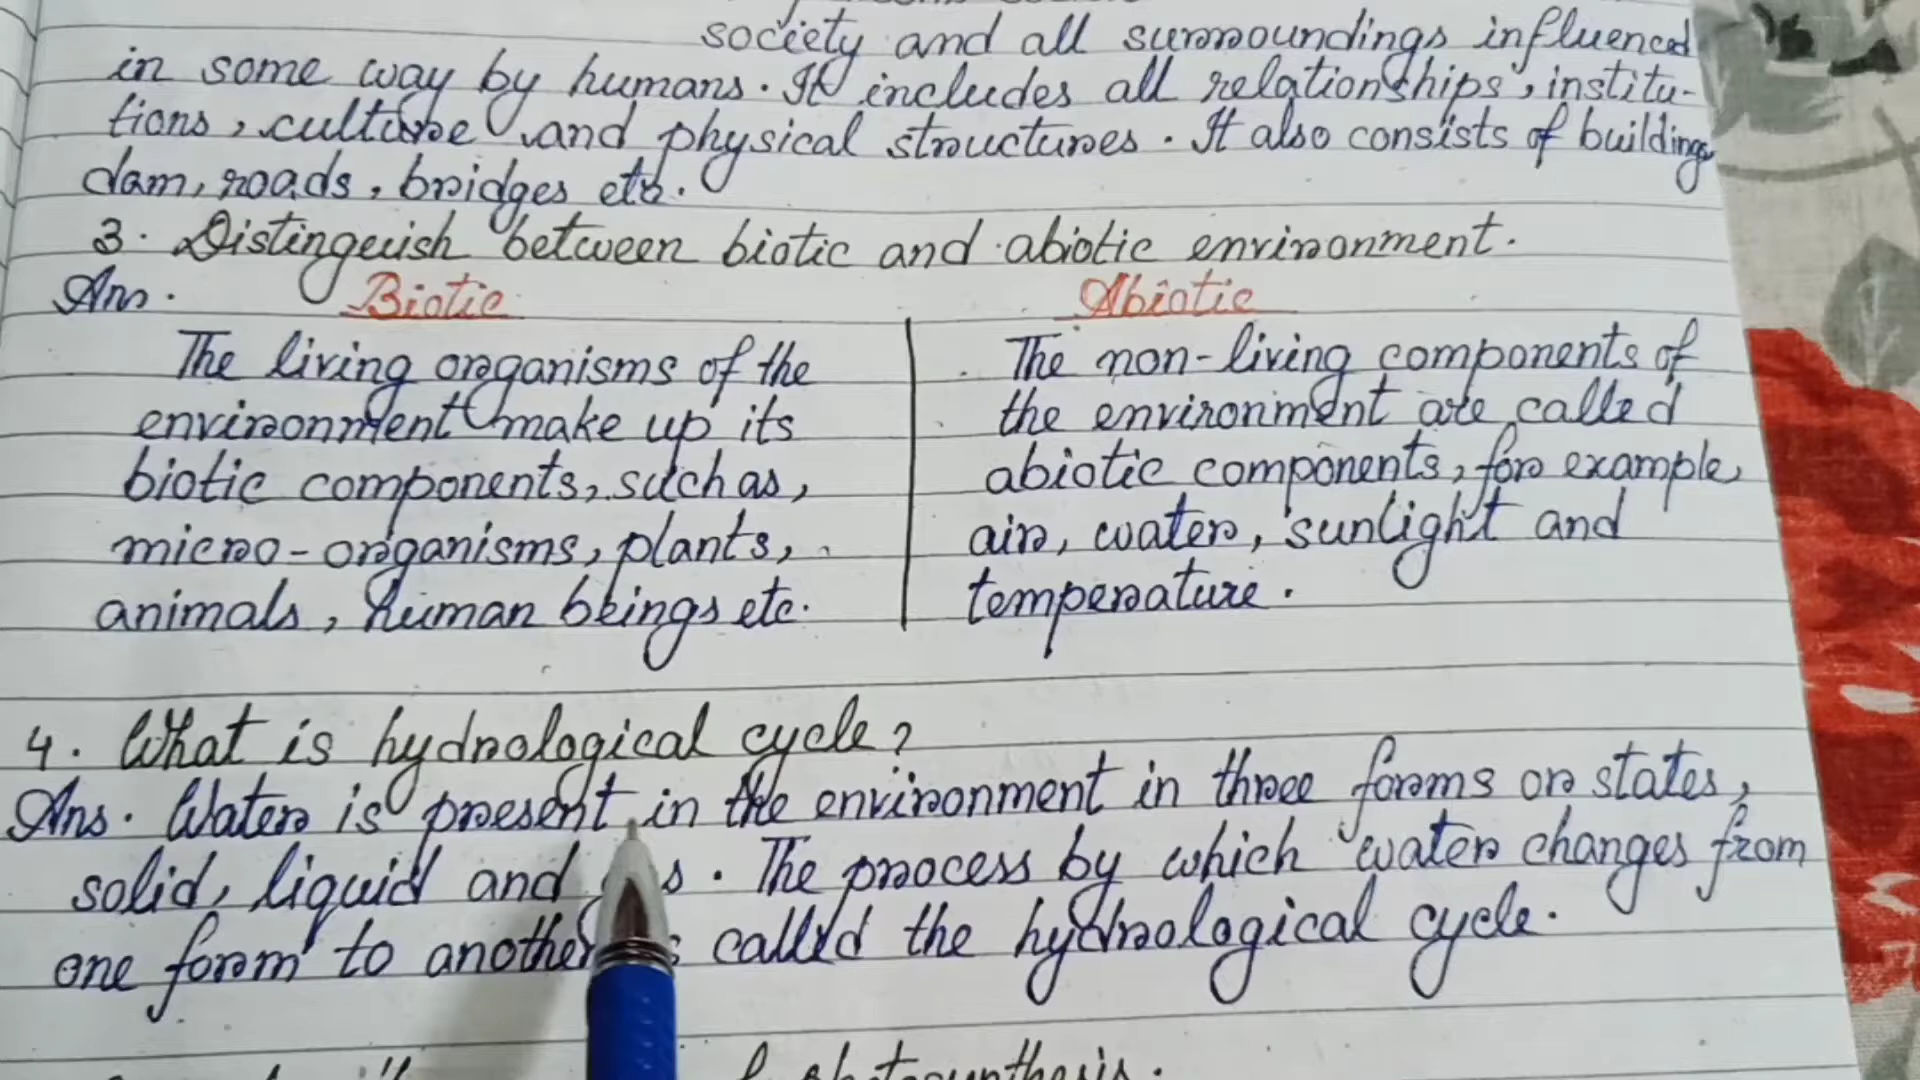 society and all surroundings influenced
in some way by humans. It includes all relationships, institu-
tions, culture and physical structures. It also consists of buildings
dam, roads, bridges etc.
3. Distinguish between biotic and abiotic environment.
Ans. Biotic Abiotic
The living organisms of the
environment make up its
biotic components, such as,
micro-organisms, plants,
animals, human beings etc.
The non-living components of
the environment are called
abiotic components, for example,
air, water, sunlight and
temperature.
4. What is hydrological cycle?
Ans. Water is present in the environment in three forms or states,
solid, liquid and . The process by which water changes from
one form to another called the hydrological cycle.
photosynthesis.